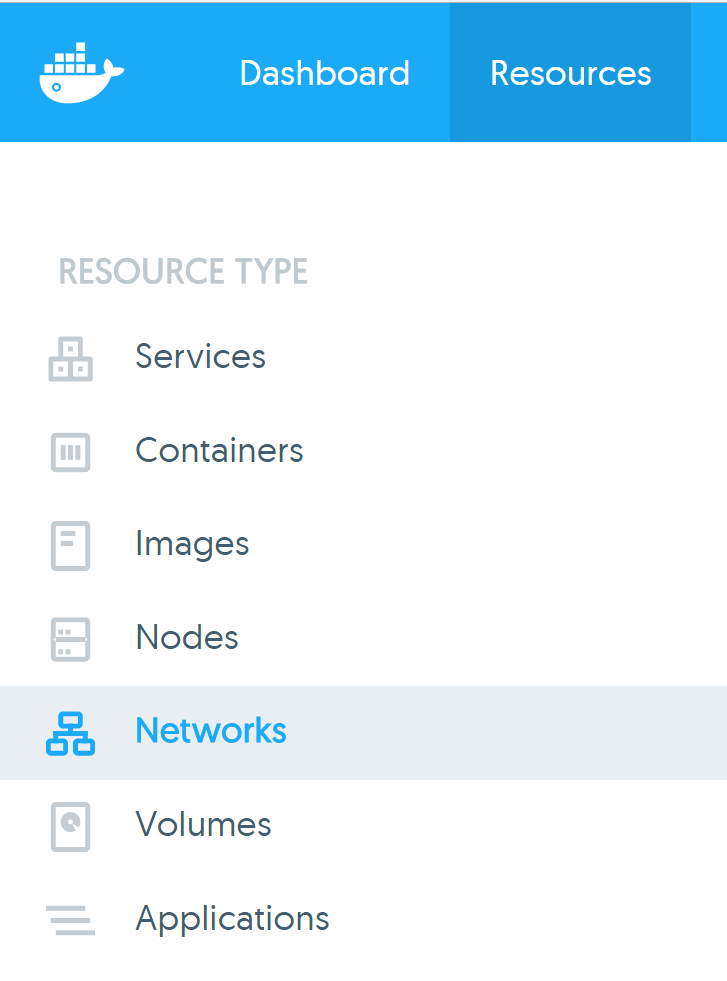 Dashboard Resources
RESOURCE TYPE
Services
Containers
Images
Nodes
Networks
Volumes
Applications